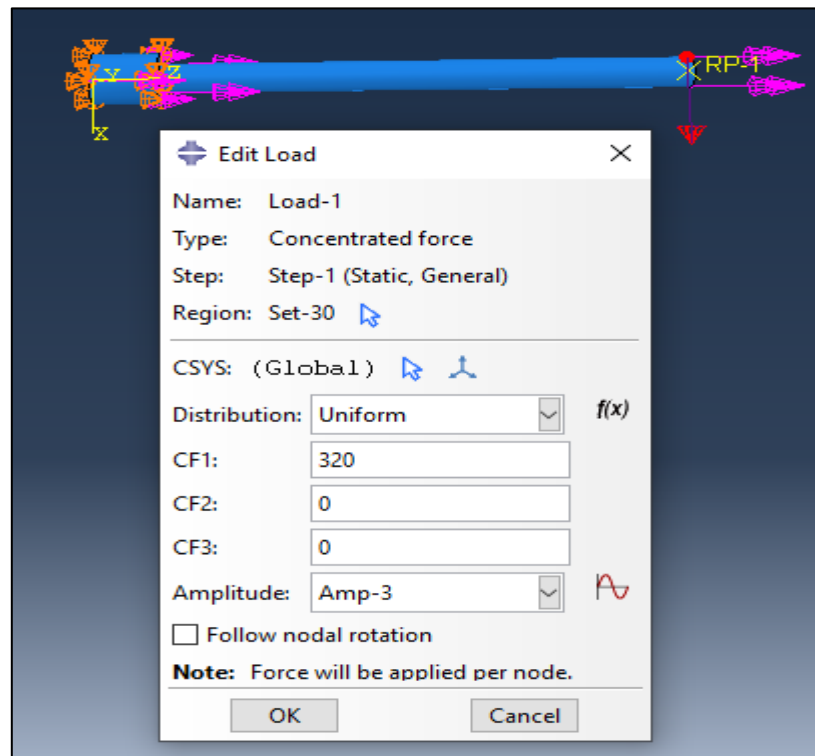 Y Z RP-1
X
Edit Load
Name: Load-1
Type: Concentrated force
Step: Step-1 (Static, General)
Region: Set-30
CSYS: (Global)
Distribution: Uniform f(x)
CF1: 320
CF2: 0
CF3: 0
Amplitude: Amp-3
Follow nodal rotation
Note: Force will be applied per node.
OK Cancel